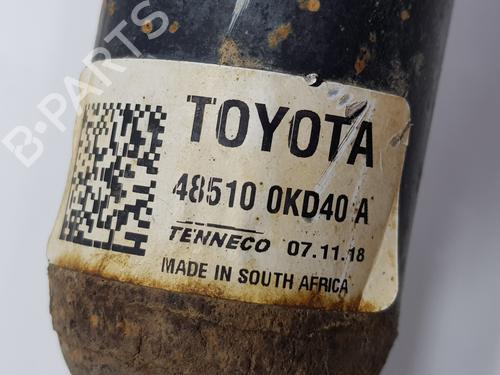 B-PARTS
TOYOTA
48510 0KD40 A
TENNECO 07.11.18
MADE IN SOUTH AFRICA